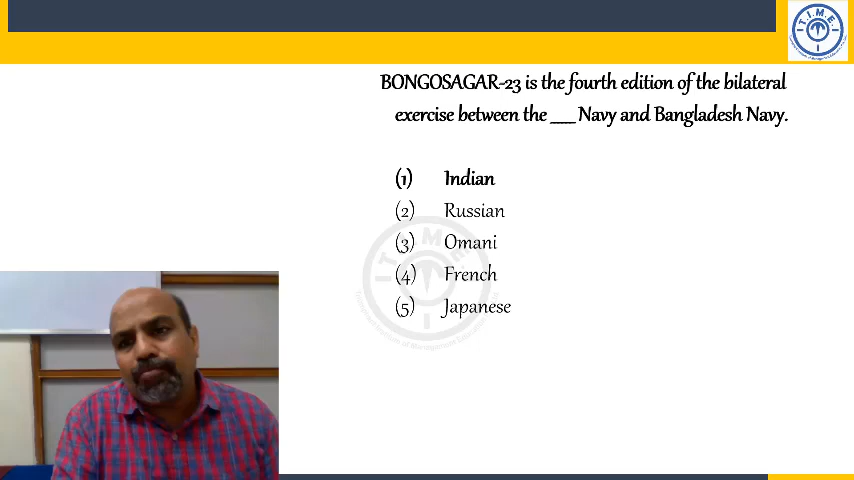 T.I.M.E.
BONGOSAGAR-23 is the fourth edition of the bilateral
exercise between the ___ Navy and Bangladesh Navy.
(1) Indian
(2) Russian
(3) Omani
(4) French
(5) Japanese